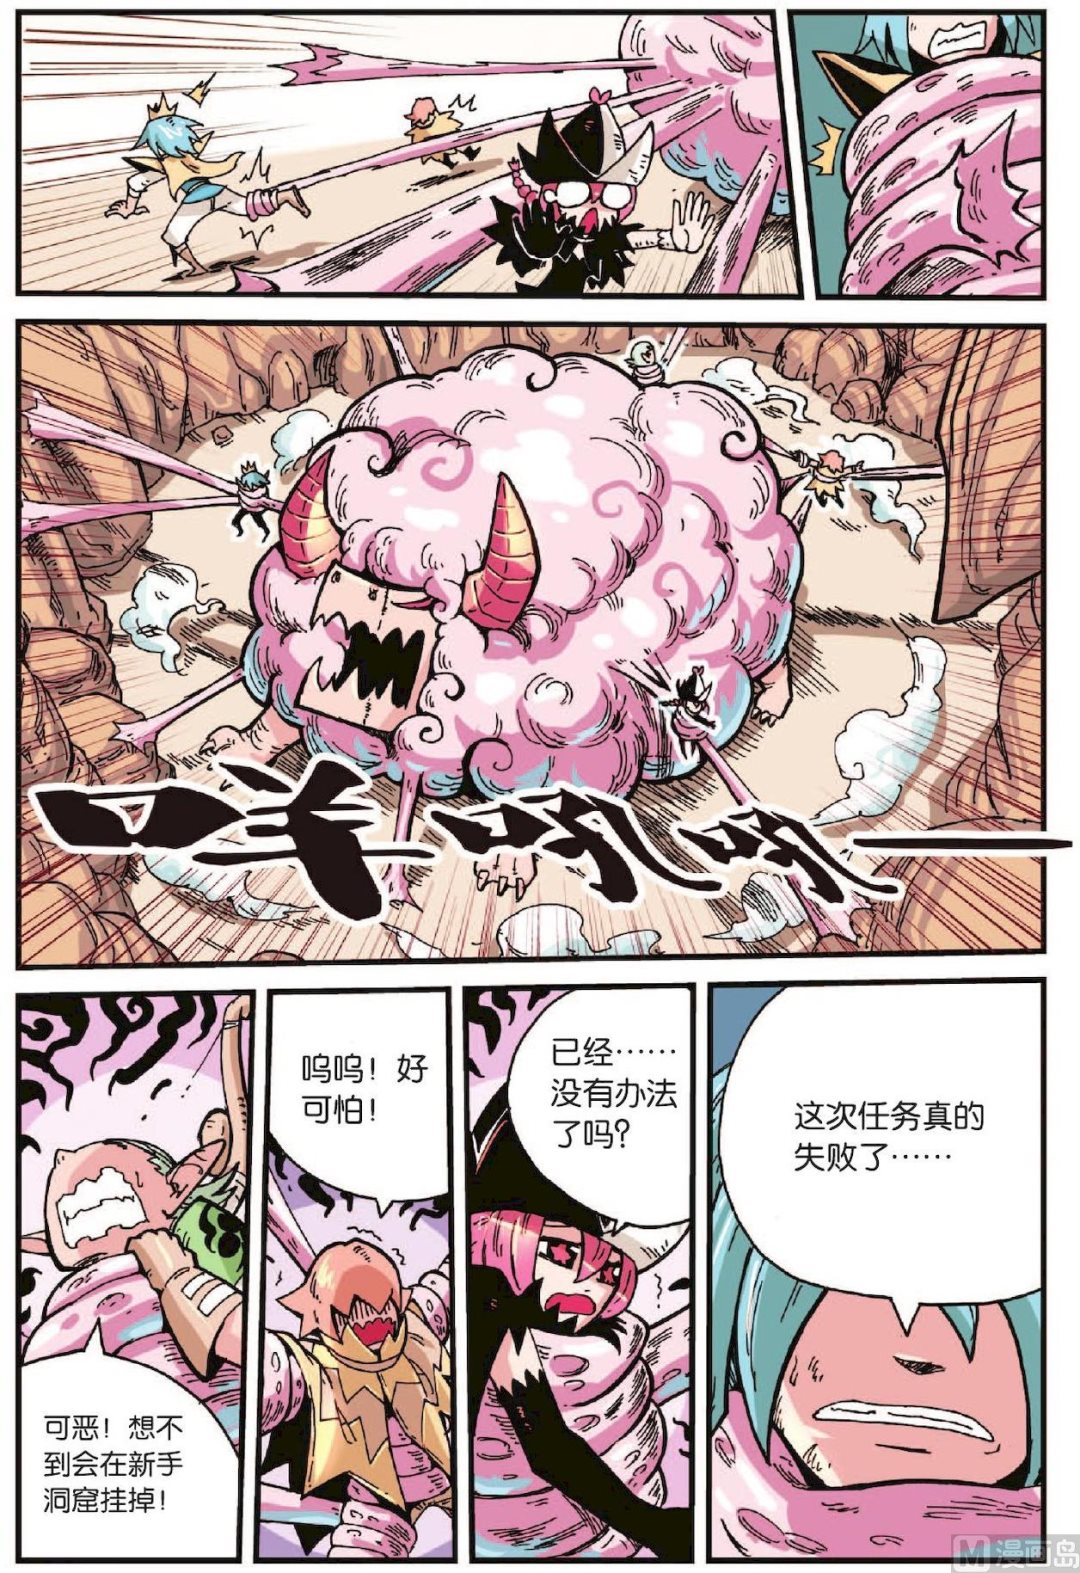 咩吼吼——
可恶！想不
到会在新手
洞窟挂掉！
呜呜！好
可怕！
已经……
没有办法
了吗？
这次任务真的
失败了……
M 漫画岛